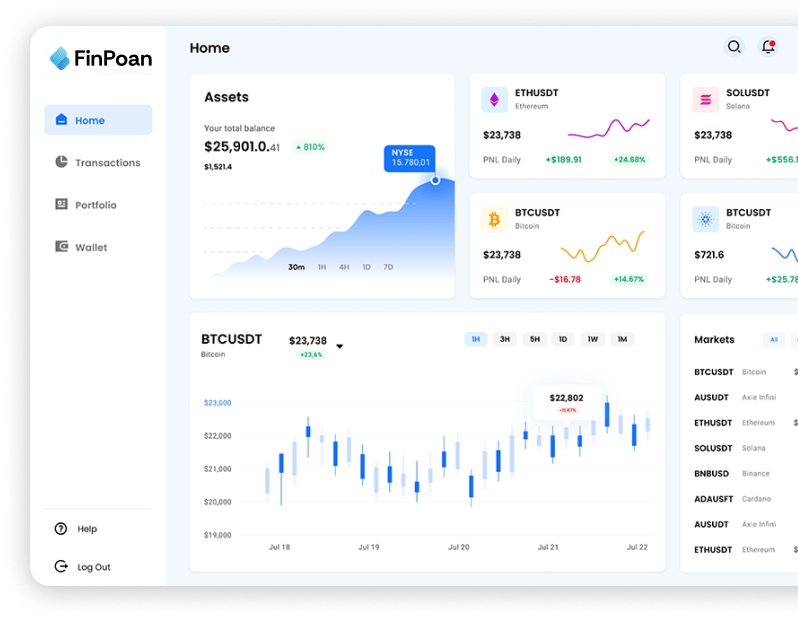 FinPoan
Home
Transactions
Portfolio
Wallet
Help
Log Out
Home
Assets
Your total balance
$25,901.0.41
810%
$1,521.4
NYSE
15.780,01
30m 1H 4H 1D 7D
ETHUSDT
Ethereum
$23,738
PNL Daily +$189.91 +24.68%
SOLUSDT
Solana
$23,738
PNL Daily +$556.1
BTCUSDT
Bitcoin
$23,738
PNL Daily -$16.78 +14.67%
BTCUSDT
Bitcoin
$721.6
PNL Daily +$25.78
BTCUSDT
Bitcoin
$23,738
+23,6%
1H 3H 5H 1D 1W 1M
$22,802
-11,67%
$23,000
$22,000
$21,000
$20,000
$19,000
Jul 18 Jul 19 Jul 20 Jul 21 Jul 22
Markets All
BTCUSDT Bitcoin $
AUSUDT Axie Infini
ETHUSDT Ethereum $
SOLUSDT Solana
BNBUSD Binance
ADAUSFT Cardano
AUSUDT Axie Infini
ETHUSDT Ethereum $